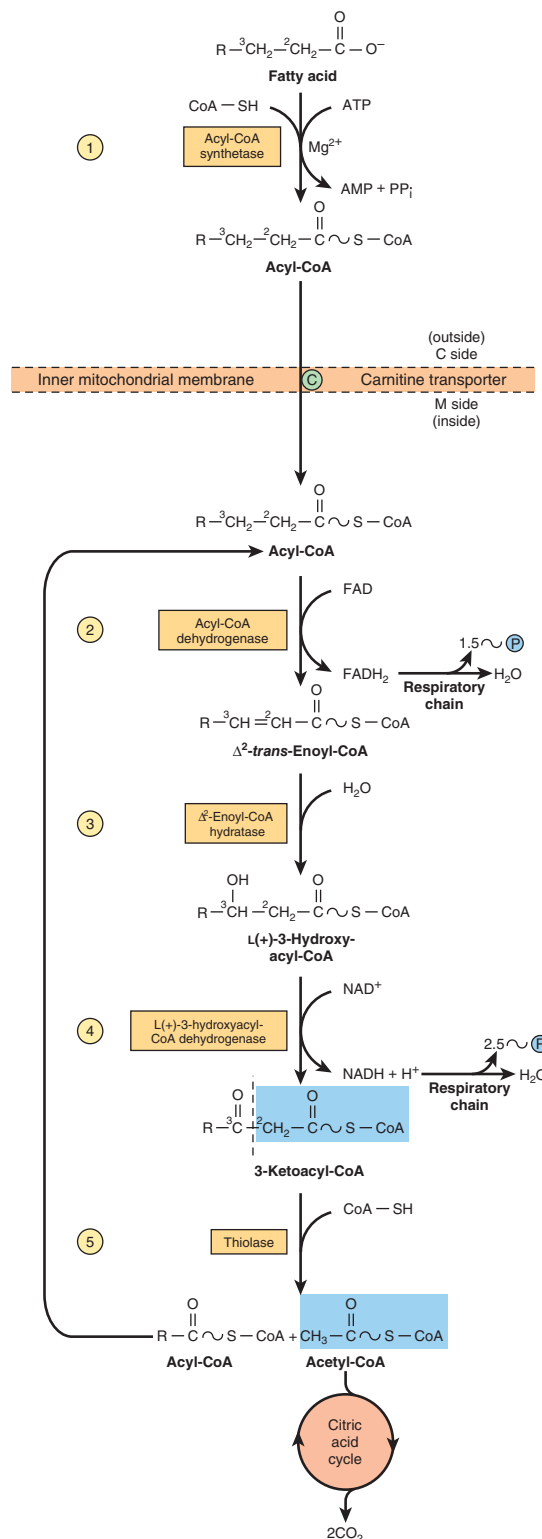 O
R—³CH₂—²CH₂—C—O⁻
Fatty acid
CoA—SH
ATP
1
Acyl-CoA
synthetase
Mg²⁺
AMP + PPi
O
R—³CH₂—²CH₂—C~S—CoA
Acyl-CoA
(outside)
C side
Inner mitochondrial membrane
C
Carnitine transporter
M side
(inside)
O
R—³CH₂—²CH₂—C~S—CoA
Acyl-CoA
FAD
2
Acyl-CoA
dehydrogenase
1.5~P
FADH₂
H₂O
Respiratory
chain
O
R—³CH=²CH—C~S—CoA
Δ²-trans-Enoyl-CoA
H₂O
3
Δ²-Enoyl-CoA
hydratase
OH
O
R—³CH—²CH₂—C~S—CoA
L(+)-3-Hydroxy-
acyl-CoA
NAD⁺
4
L(+)-3-hydroxyacyl-
CoA dehydrogenase
2.5~P
NADH + H⁺
H₂O
Respiratory
chain
O
O
R—³C—²CH₂—C~S—CoA
3-Ketoacyl-CoA
CoA—SH
5
Thiolase
O
O
R—C~S—CoA + CH₃—C~S—CoA
Acyl-CoA
Acetyl-CoA
Citric
acid
cycle
2CO₂